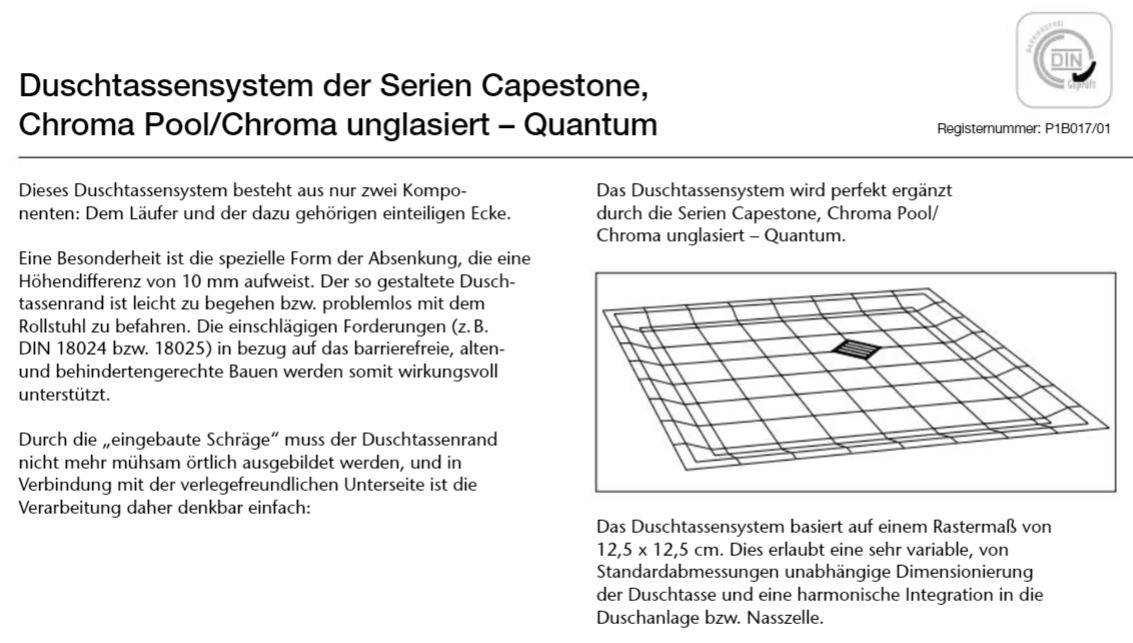 BARRIEREFREI
DIN
Geprüft
Duschtassensystem der Serien Capestone,
Chroma Pool/Chroma unglasiert – Quantum
Registernummer: P1B017/01
Dieses Duschtassensystem besteht aus nur zwei Kompo-
nenten: Dem Läufer und der dazu gehörigen einteiligen Ecke.
Eine Besonderheit ist die spezielle Form der Absenkung, die eine
Höhendifferenz von 10 mm aufweist. Der so gestaltete Dusch-
tassenrand ist leicht zu begehen bzw. problemlos mit dem
Rollstuhl zu befahren. Die einschlägigen Forderungen (z. B.
DIN 18024 bzw. 18025) in bezug auf das barrierefreie, alten-
und behindertengerechte Bauen werden somit wirkungsvoll
unterstützt.
Durch die „eingebaute Schräge“ muss der Duschtassenrand
nicht mehr mühsam örtlich ausgebildet werden, und in
Verbindung mit der verlegefreundlichen Unterseite ist die
Verarbeitung daher denkbar einfach:
Das Duschtassensystem wird perfekt ergänzt
durch die Serien Capestone, Chroma Pool/
Chroma unglasiert – Quantum.
Das Duschtassensystem basiert auf einem Rastermaß von
12,5 x 12,5 cm. Dies erlaubt eine sehr variable, von
Standardabmessungen unabhängige Dimensionierung
der Duschtasse und eine harmonische Integration in die
Duschanlage bzw. Nasszelle.